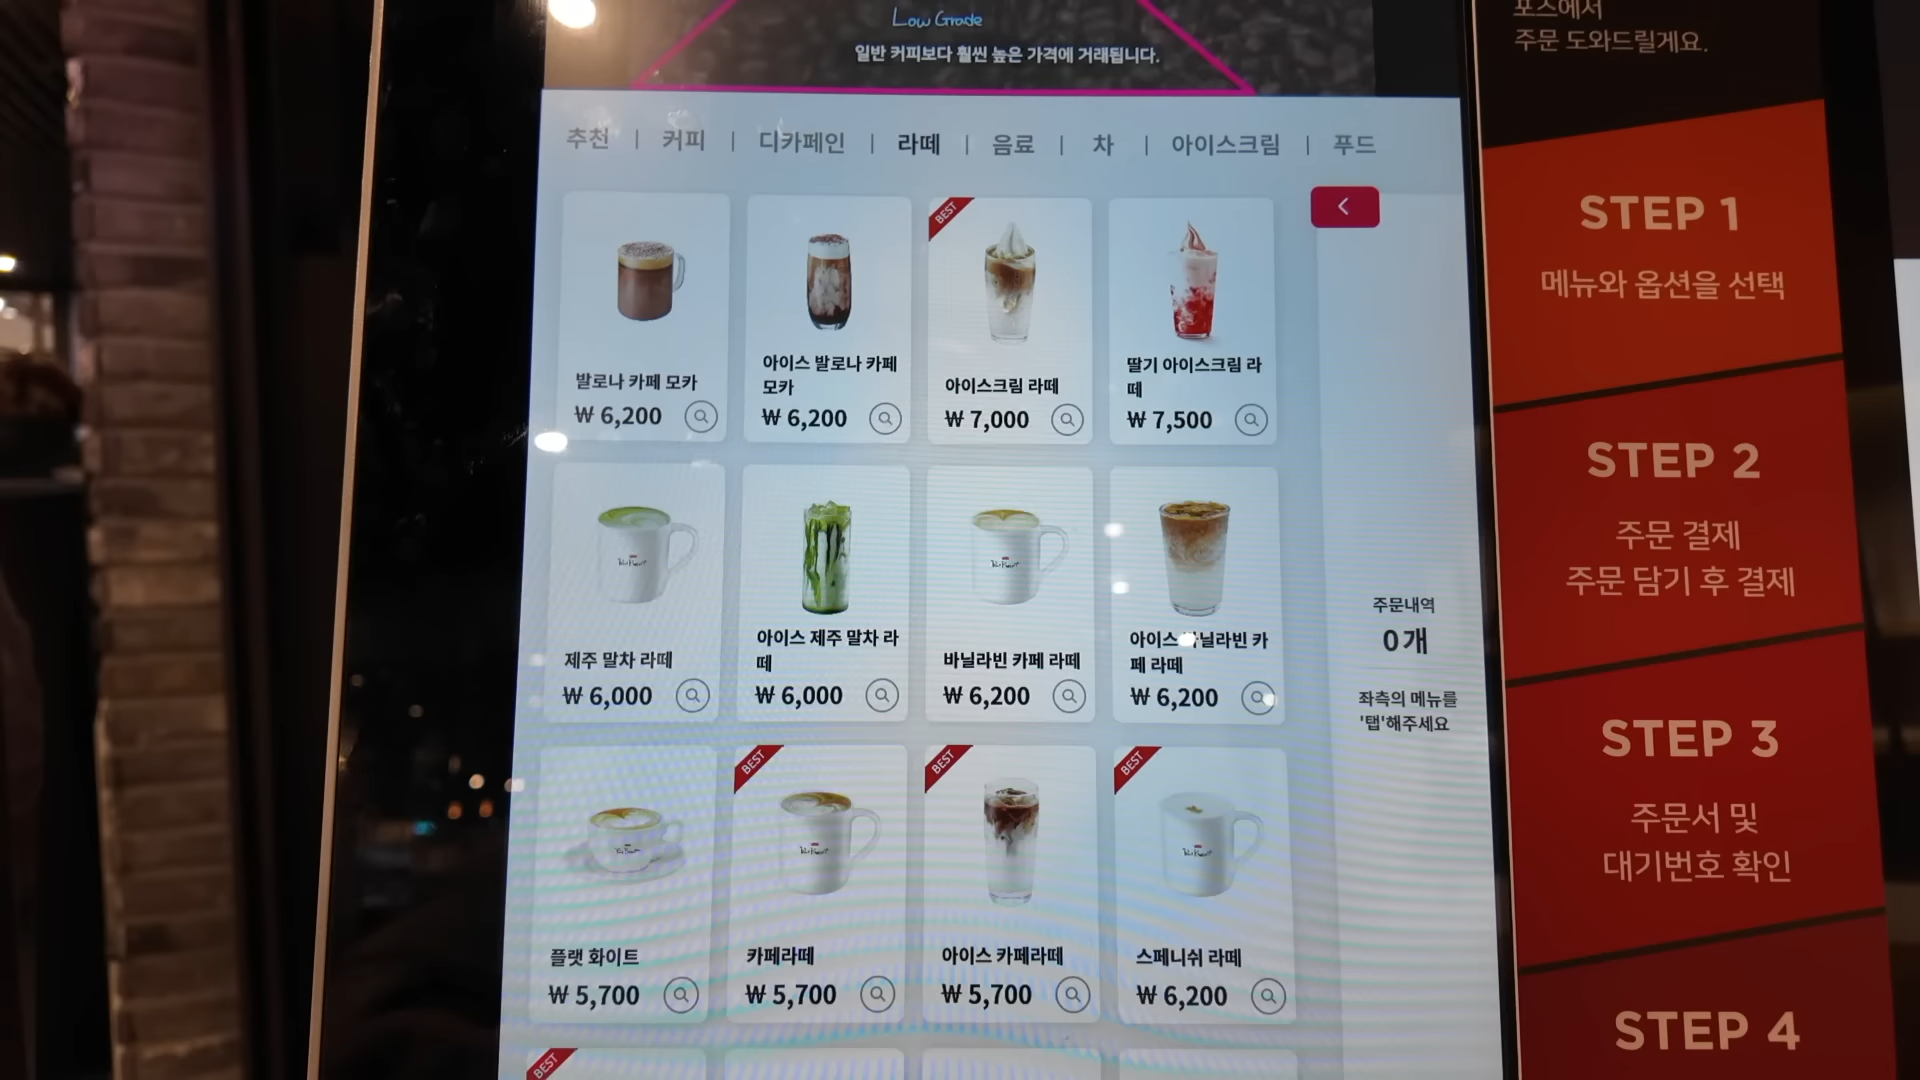 Low Grade
일반 커피보다 훨씬 높은 가격에 거래됩니다.
추천 | 커피 | 디카페인 | 라떼 | 음료 | 차 | 아이스크림 | 푸드
발로나 카페 모카
₩ 6,200
아이스 발로나 카페
모카
₩ 6,200
BEST
아이스크림 라떼
₩ 7,000
딸기 아이스크림 라
떼
₩ 7,500
제주 말차 라떼
₩ 6,000
아이스 제주 말차 라
떼
₩ 6,000
바닐라빈 카페 라떼
₩ 6,200
아이스 바닐라빈 카
페 라떼
₩ 6,200
플랫 화이트
₩ 5,700
BEST
카페라떼
₩ 5,700
BEST
아이스 카페라떼
₩ 5,700
BEST
스페니쉬 라떼
₩ 6,200
BEST
주문내역
0개
좌측의 메뉴를
'탭'해주세요
포스에서
주문 도와드릴게요.
STEP 1
메뉴와 옵션을 선택
STEP 2
주문 결제
주문 담기 후 결제
STEP 3
주문서 및
대기번호 확인
STEP 4